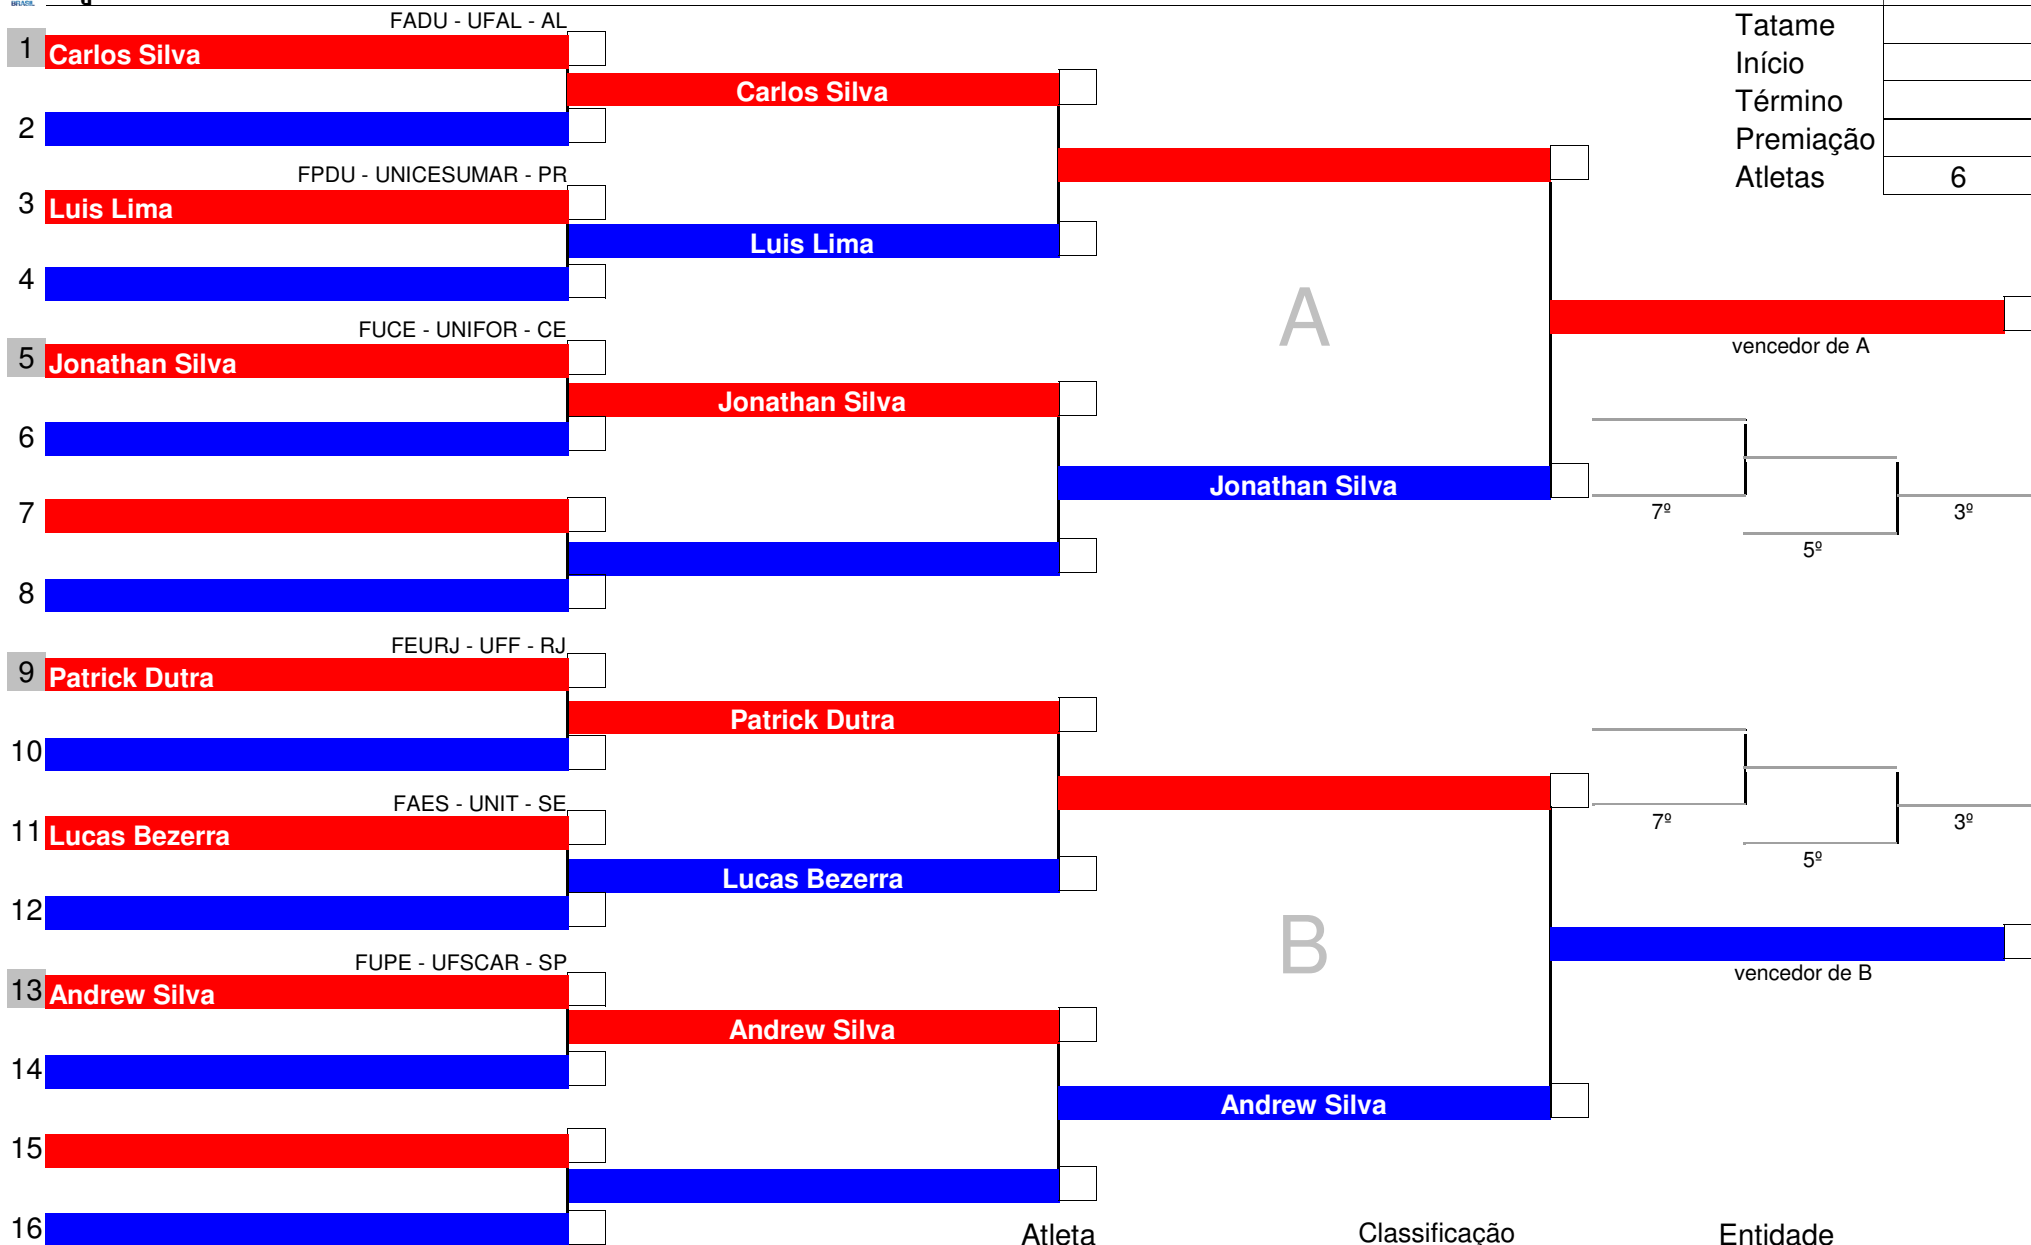 BRASIL
FADU - UFAL - AL
1 Carlos Silva
Tatame
Início
Carlos Silva
Término
2
Premiação
FPDU - UNICESUMAR - PR
Atletas 6
3 Luis Lima
Luis Lima
4
A
FUCE - UNIFOR - CE
vencedor de A
5 Jonathan Silva
Jonathan Silva
6
Jonathan Silva
7
7º 3º
5º
8
FEURJ - UFF - RJ
9 Patrick Dutra
Patrick Dutra
10
FAES - UNIT - SE
7º 3º
11 Lucas Bezerra
5º
Lucas Bezerra
12
B
FUPE - UFSCAR - SP
vencedor de B
13 Andrew Silva
Andrew Silva
14
Andrew Silva
15
16
Atleta Classificação Entidade